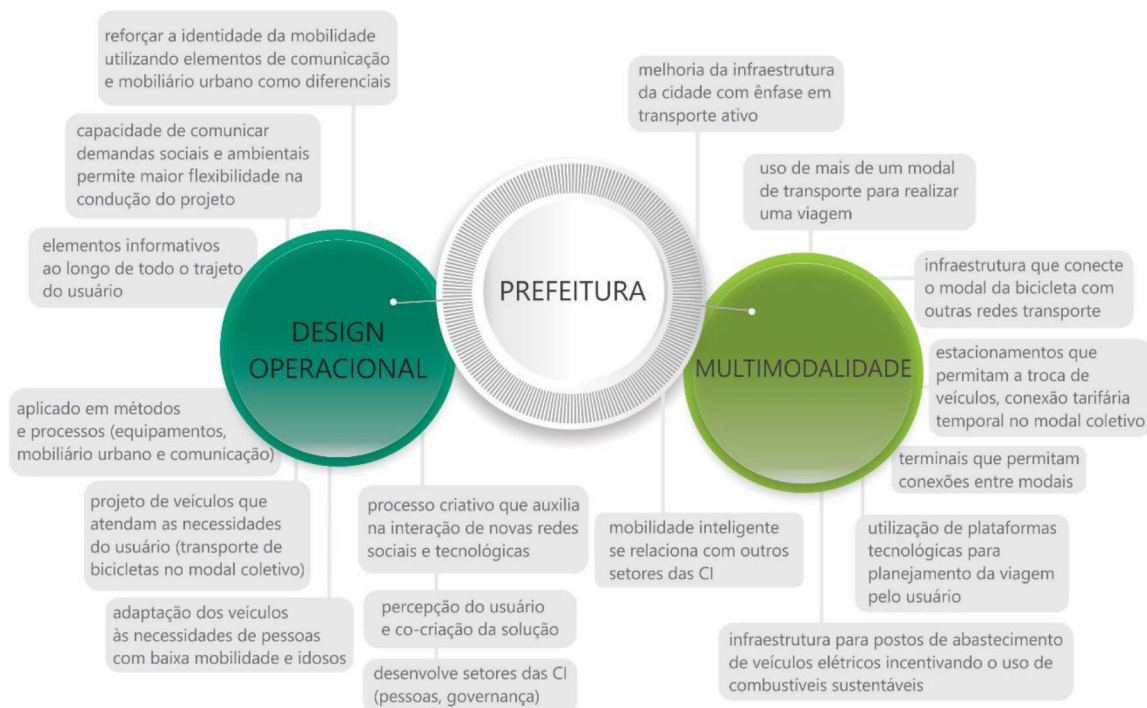 reforçar a identidade da mobilidade
utilizando elementos de comunicação
e mobiliário urbano como diferenciais
capacidade de comunicar
demandas sociais e ambientais
permite maior flexibilidade na
condução do projeto
elementos informativos
ao longo de todo o trajeto
do usuário
DESIGN
OPERACIONAL
aplicado em métodos
e processos (equipamentos,
mobiliário urbano e comunicação)
projeto de veículos que
atendam as necessidades
do usuário (transporte de
bicicletas no modal coletivo)
adaptação dos veículos
às necessidades de pessoas
com baixa mobilidade e idosos
processo criativo que auxilia
na interação de novas redes
sociais e tecnológicas
percepção do usuário
e co-criação da solução
desenvolve setores das CI
(pessoas, governança)
PREFEITURA
melhoria da infraestrutura
da cidade com ênfase em
transporte ativo
uso de mais de um modal
de transporte para realizar
uma viagem
infraestrutura que conecte
o modal da bicicleta com
outras redes transporte
MULTIMODALIDADE
estacionamentos que
permitam a troca de
veículos, conexão tarifária
temporal no modal coletivo
terminais que permitam
conexões entre modais
mobilidade inteligente
se relaciona com outros
setores das CI
utilização de plataformas
tecnológicas para
planejamento da viagem
pelo usuário
infraestrutura para postos de abastecimento
de veículos elétricos incentivando o uso de
combustíveis sustentáveis